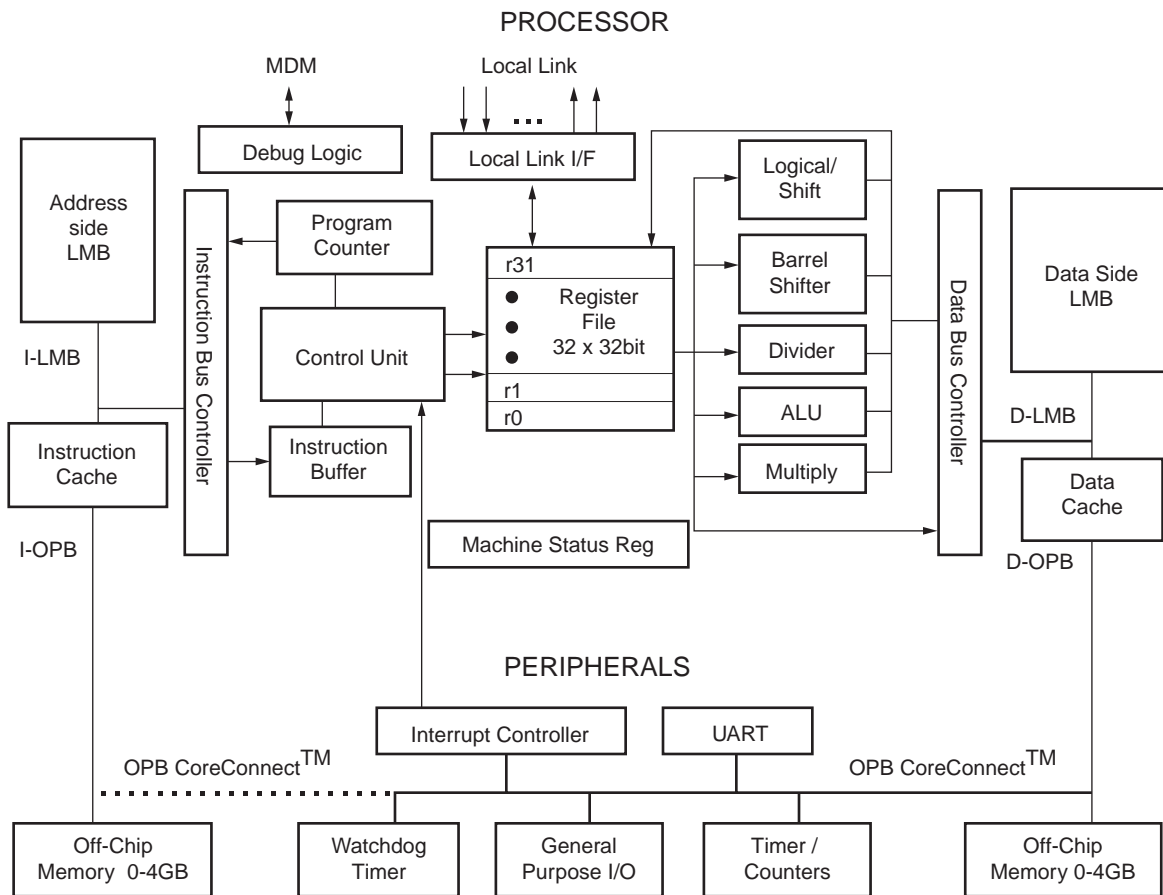 PROCESSOR
MDM
Local Link
Debug Logic
Local Link I/F
Address
side
LMB
Instruction Bus Controller
Program
Counter
Control Unit
Instruction
Buffer
I-LMB
Instruction
Cache
I-OPB
r31
Register
File
32 x 32bit
r1
r0
Machine Status Reg
Logical/
Shift
Barrel
Shifter
Divider
ALU
Multiply
Data Bus Controller
Data Side
LMB
D-LMB
Data
Cache
D-OPB
PERIPHERALS
Interrupt Controller
UART
OPB CoreConnect™
OPB CoreConnect™
Off-Chip
Memory 0-4GB
Watchdog
Timer
General
Purpose I/O
Timer /
Counters
Off-Chip
Memory 0-4GB